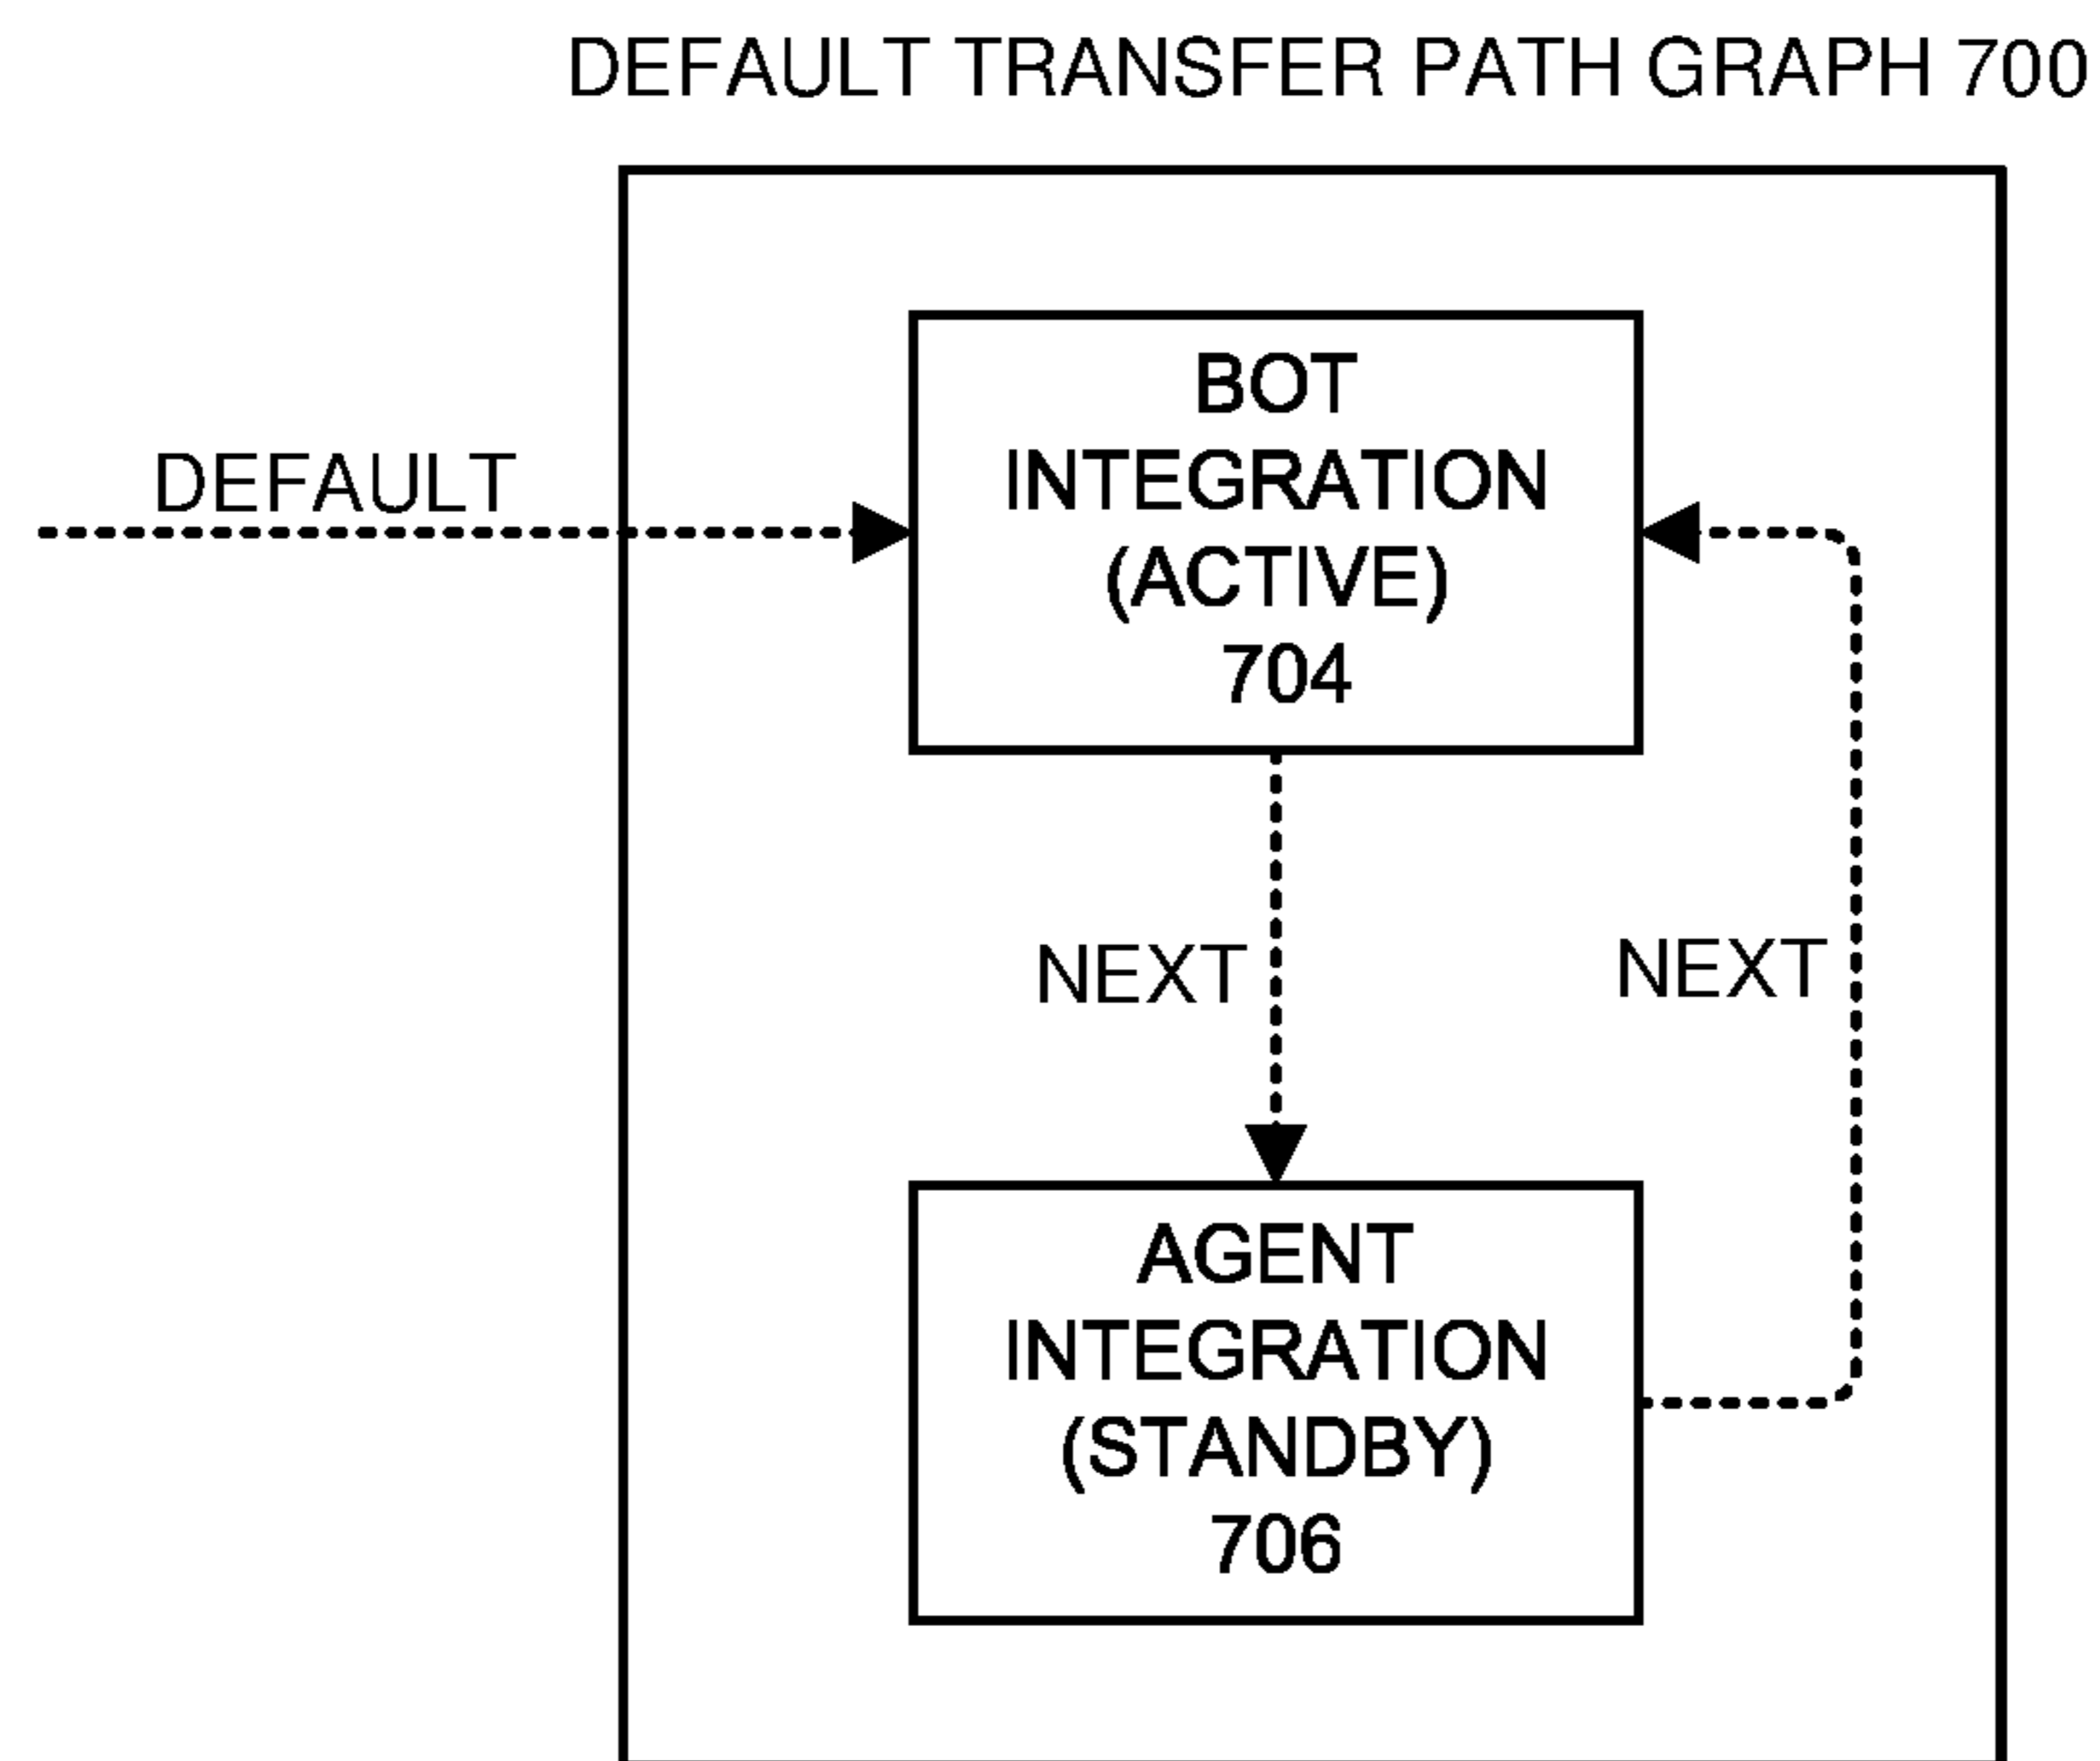 DEFAULT TRANSFER PATH GRAPH 700
BOT
INTEGRATION
(ACTIVE)
704
DEFAULT
NEXT
NEXT
AGENT
INTEGRATION
(STANDBY)
706